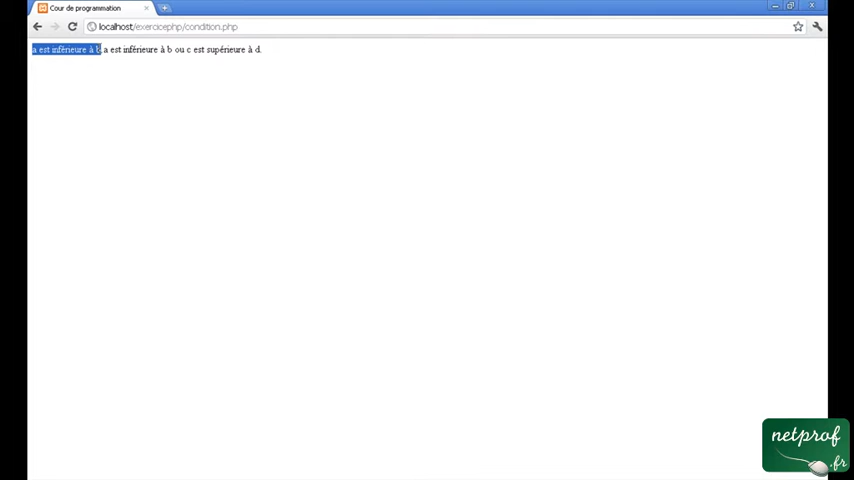 Cour de programmation
localhost/exercicephp/condition.php
a est inférieure à b a est inférieure à b ou c est supérieure à d.
netprof
.fr